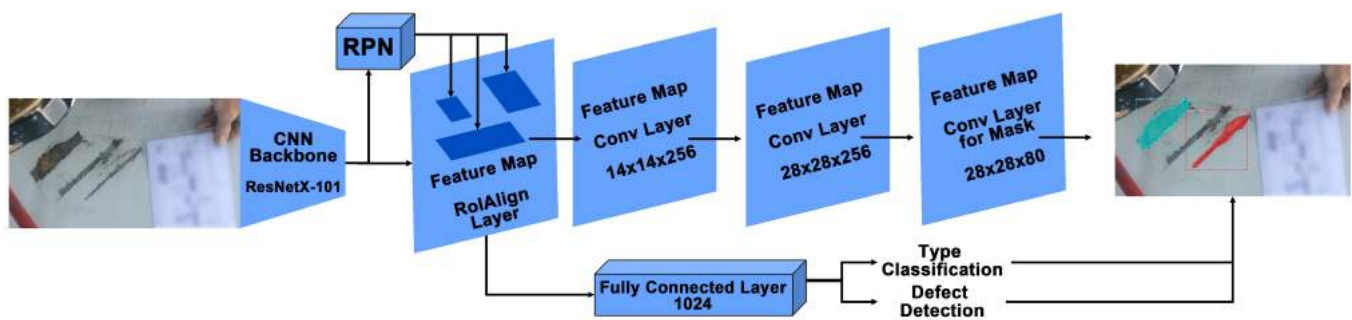 RPN
CNN
Backbone
ResNetX-101
Feature Map
RoIAlign
Layer
Feature Map
Conv Layer
14x14x256
Feature Map
Conv Layer
28x28x256
Feature Map
Conv Layer
for Mask
28x28x80
Fully Connected Layer
1024
Type
Classification
Defect
Detection